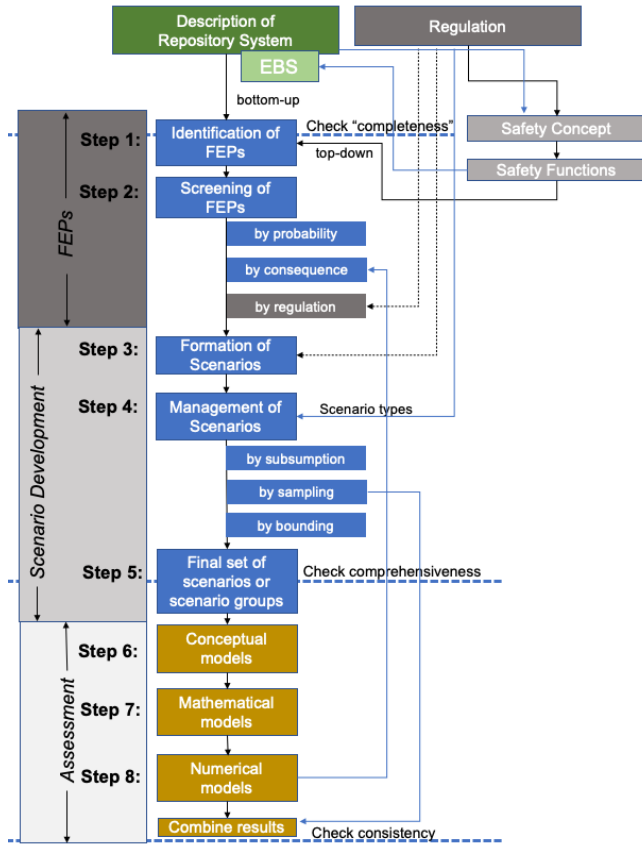 Description of
Repository System
Regulation
EBS
bottom-up
Step 1:
Identification of
FEPs
Check “completeness”
Safety Concept
top-down
Safety Functions
Step 2:
Screening of
FEPs
FEPs
by probability
by consequence
by regulation
Step 3:
Formation of
Scenarios
Step 4:
Management of
Scenarios
Scenario types
Scenario Development
by subsumption
by sampling
by bounding
Step 5:
Final set of
scenarios or
scenario groups
Check comprehensiveness
Step 6:
Conceptual
models
Step 7:
Mathematical
models
Assessment
Step 8:
Numerical
models
Combine results
Check consistency